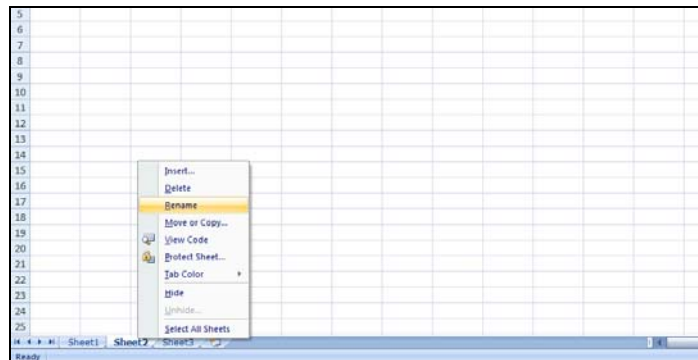 5
6
7
8
9
10
11
12
13
14
15
16
17
18
19
20
21
22
23
24
25
Insert...
Delete
Rename
Move or Copy...
View Code
Protect Sheet...
Tab Color
Hide
Unhide...
Select All Sheets
Sheet1 Sheet2 Sheet3
Ready